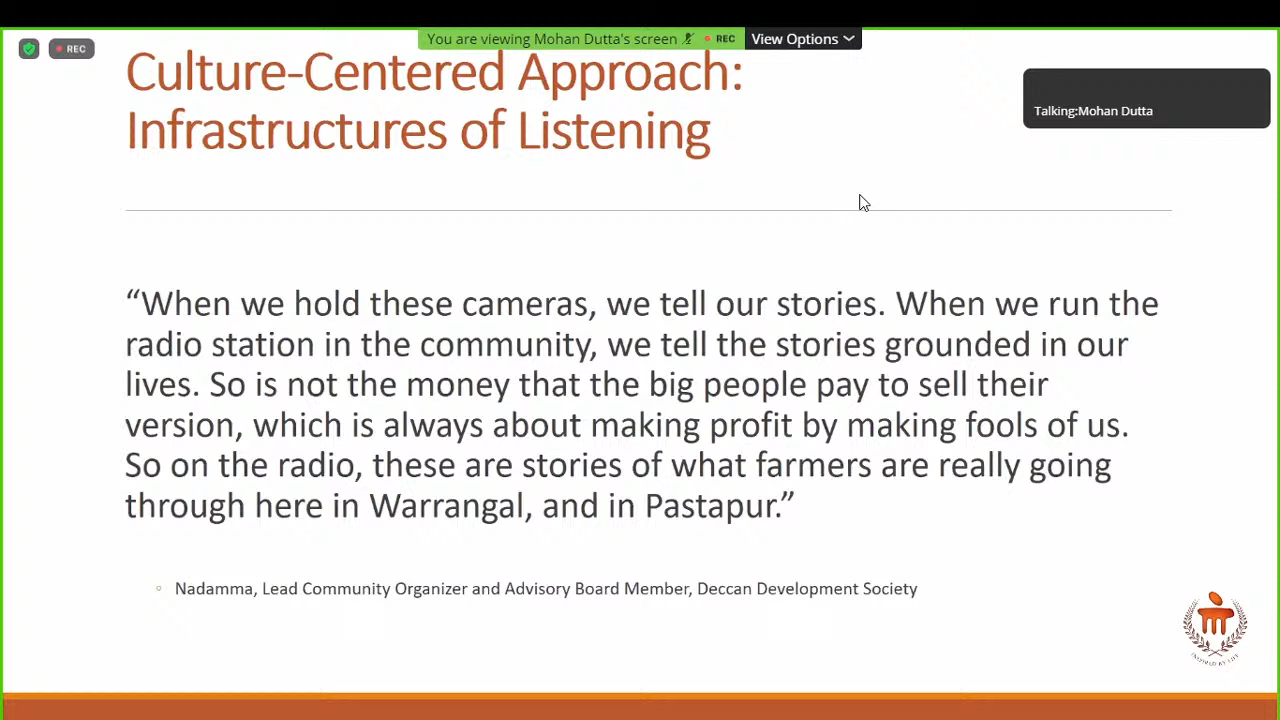 You are viewing Mohan Dutta's screen
REC
View Options
REC
Culture-Centered Approach:
Infrastructures of Listening
Talking:Mohan Dutta
“When we hold these cameras, we tell our stories. When we run the
radio station in the community, we tell the stories grounded in our
lives. So is not the money that the big people pay to sell their
version, which is always about making profit by making fools of us.
So on the radio, these are stories of what farmers are really going
through here in Warrangal, and in Pastapur.”
Nadamma, Lead Community Organizer and Advisory Board Member, Deccan Development Society
INSPIRED BY LIFE